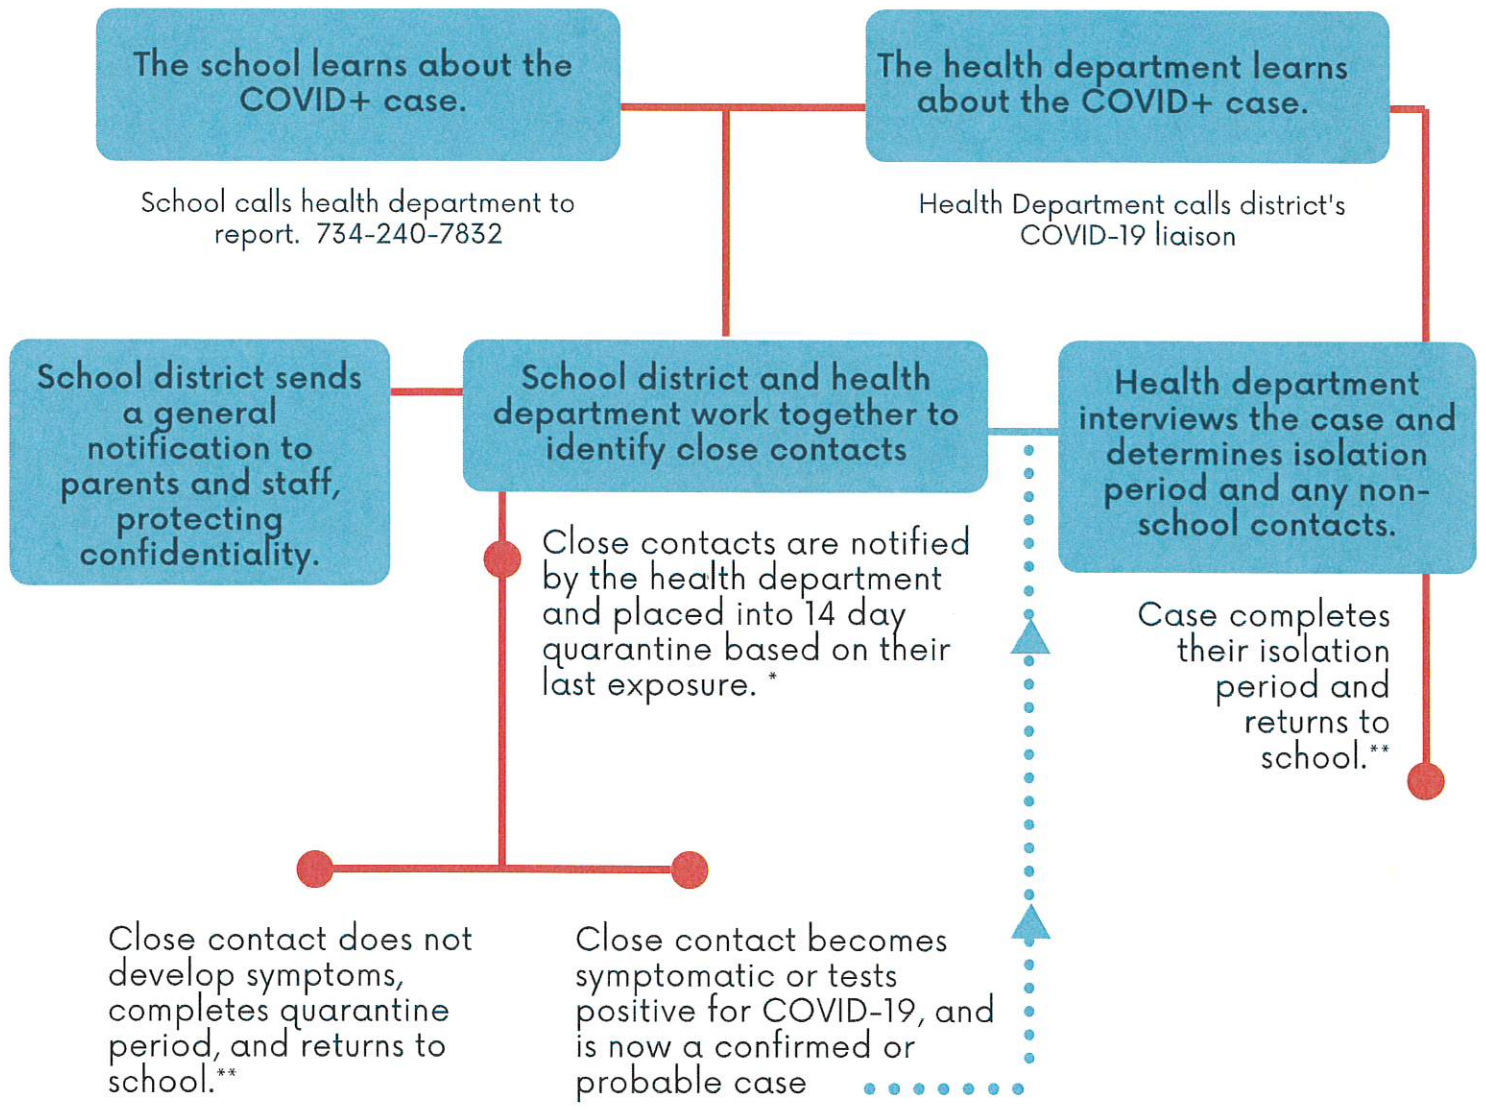 The school learns about the
COVID+ case.
The health department learns
about the COVID+ case.
School calls health department to
report. 734-240-7832
Health Department calls district's
COVID-19 liaison
School district sends
a general
notification to
parents and staff,
protecting
confidentiality.
School district and health
department work together to
identify close contacts
Health department
interviews the case and
determines isolation
period and any non-
school contacts.
Close contacts are notified
by the health department
and placed into 14 day
quarantine based on their
last exposure. *
Case completes
their isolation
period and
returns to
school.**
Close contact does not
develop symptoms,
completes quarantine
period, and returns to
school.**
Close contact becomes
symptomatic or tests
positive for COVID-19, and
is now a confirmed or
probable case